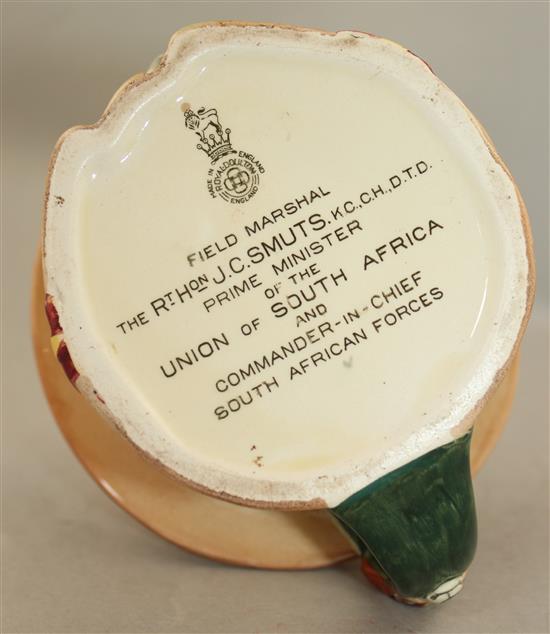 MADE IN ENGLAND
ROYAL DOULTON
ENGLAND
FIELD MARSHAL
THE RT HON J.C.SMUTS. K.C.,C.H.,D.T.D.
PRIME MINISTER
OF THE
UNION OF SOUTH AFRICA
AND
COMMANDER-IN-CHIEF
SOUTH AFRICAN FORCES